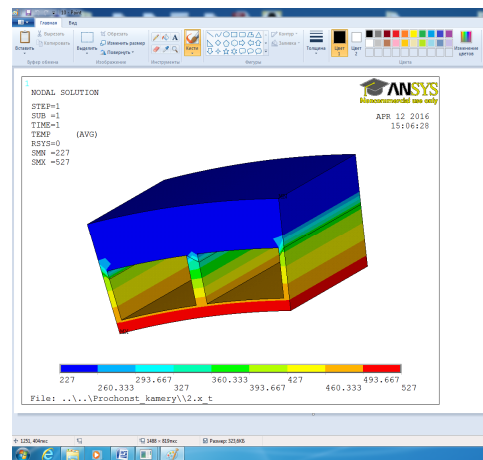 Главная Вид
Вставить
Вырезать
Копировать
Выделить
Обрезать
Изменить размер
Повернуть
Кисти
Контур
Заливка
Толщина
Цвет 1
Цвет 2
Изменение цветов
Буфер обмена
Изображение
Инструменты
Фигуры
Цвета
1
NODAL SOLUTION
STEP=1
SUB =1
TIME=1
TEMP (AVG)
RSYS=0
SMN =227
SMX =527
ANSYS
Noncommercial use only
APR 12 2016
15:06:28
227 293.667 360.333 427 493.667
260.333 327 393.667 460.333 527
File: ..\..\Prochonst_kamery\\2.x_t
1251, 404пкс
1488 × 819пкс
Размер: 523,6КБ